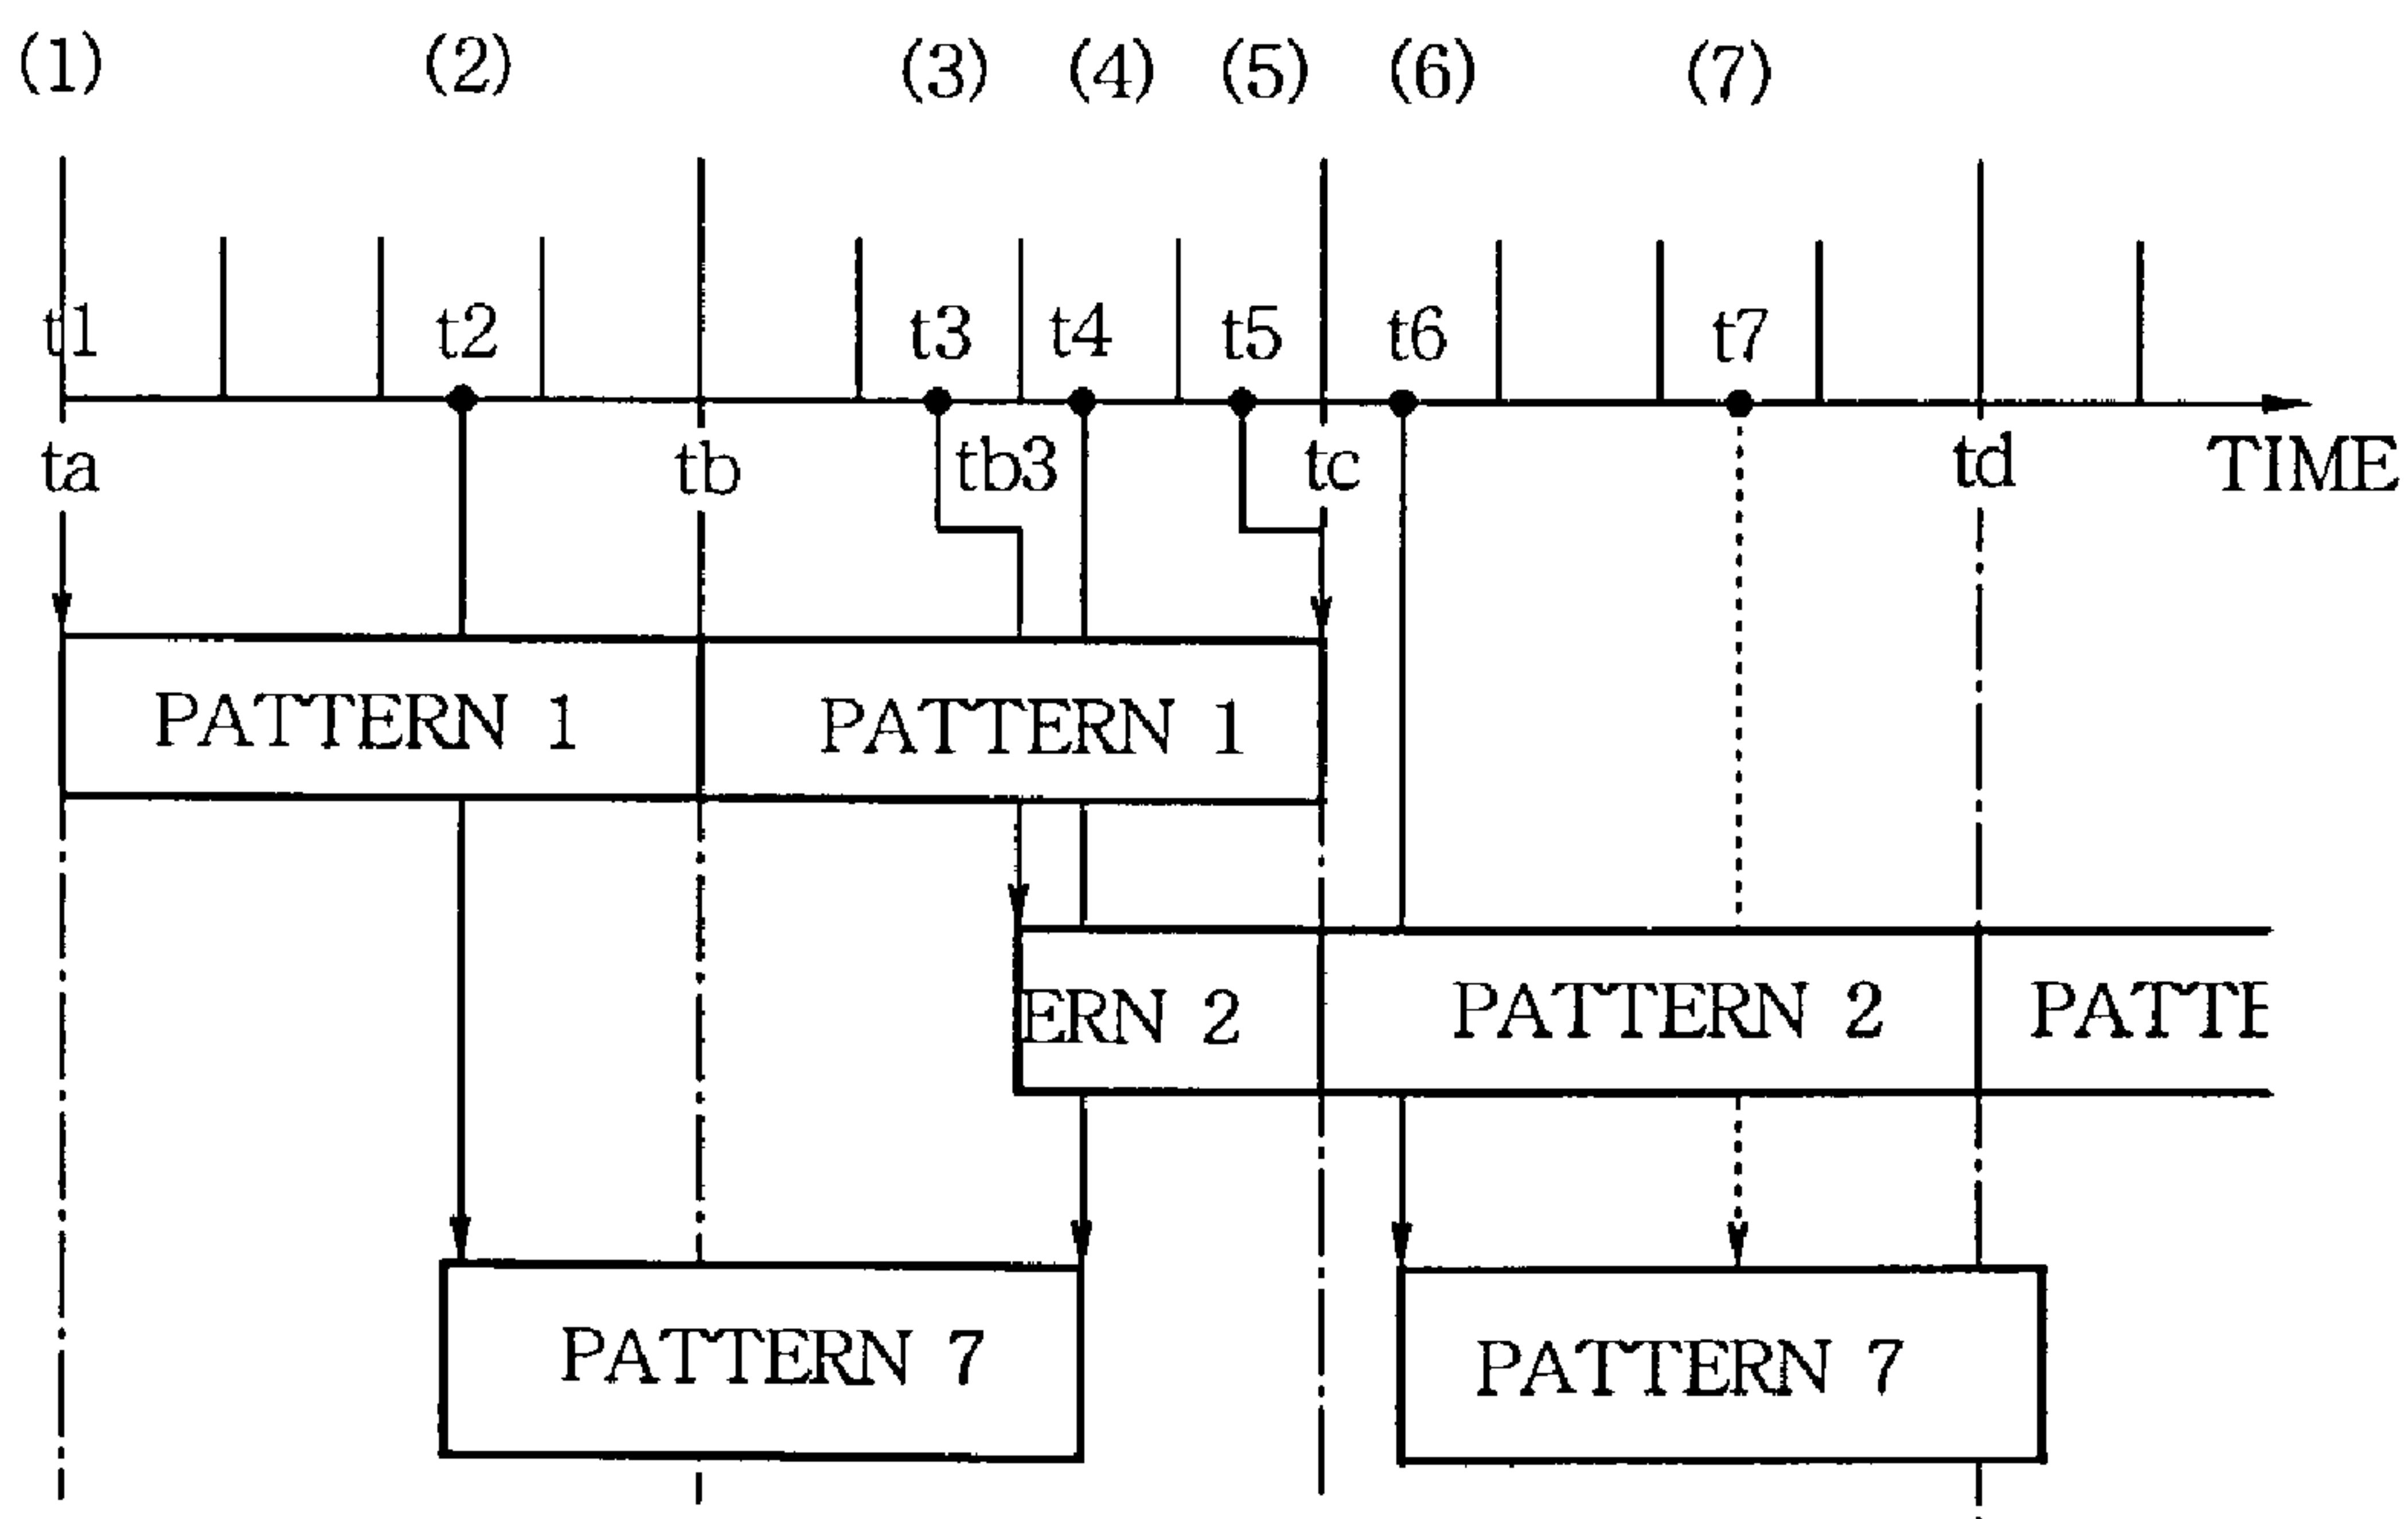 (1) (2) (3) (4) (5) (6) (7)
t1 t2 t3 t4 t5 t6 t7
ta tb tb3 tc td TIME
PATTERN 1 PATTERN 1
ERN 2 PATTERN 2 PATTE
PATTERN 7 PATTERN 7